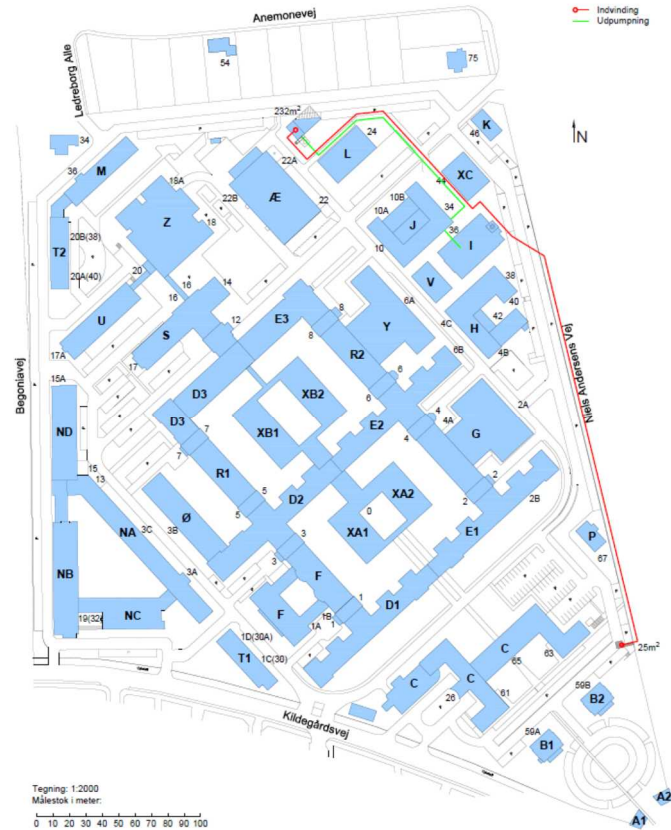 Anemonevej
Indvinding
Udpumpning
Ledreborg Alle
54
75
232m²
N
K
46
34
M
36
22A
L
24
XC
44
18A
22B
Æ
22
10B
34
10A
J
36
10
I
Z
18
T2
20B(38)
20A(40)
20
16
16
14
V
38
40
42
H
4C
4B
U
S
12
E3
8
8
Y
6A
6B
17A
17
R2
6
6
15A
D3
D3
XB2
XB1
E2
4
4A
4
2A
G
Begoniavej
Niels Andersens Vej
ND
7
7
R1
15
13
5
5
D2
XA2
0
XA1
2
2
2B
E1
NA
3C
3B
Ø
3
3
P
67
NB
3A
F
F
1
1B
1A
1
D1
19(32)
NC
1D(30A)
T1
1C(30)
C
65
63
25m²
C
C
61
26
59B
B2
59A
B1
Kildegårdsvej
A2
A1
Tegning: 1:2000
Målestok i meter:
0 10 20 30 40 50 60 70 80 90 100